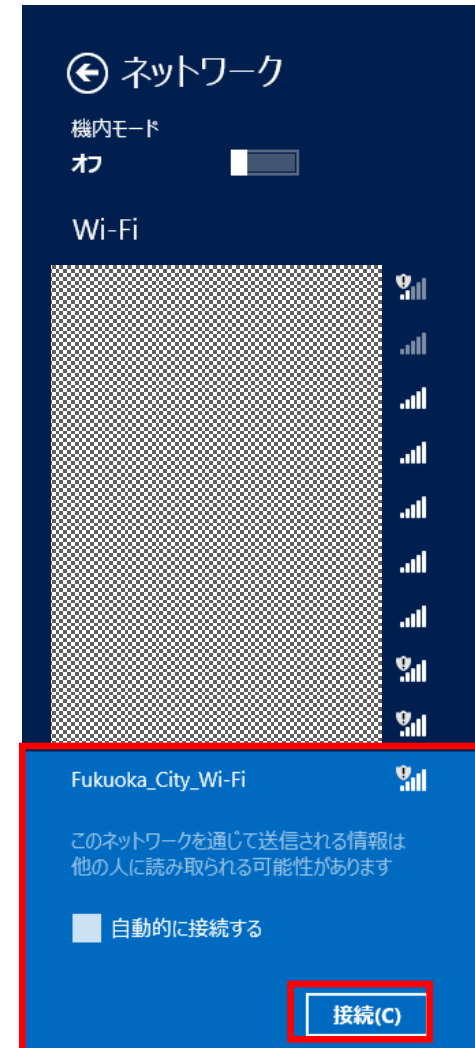 ネットワーク
機内モード
オフ
Wi-Fi
Fukuoka_City_Wi-Fi
このネットワークを通じて送信される情報は
他の人に読み取られる可能性があります
自動的に接続する
接続(C)